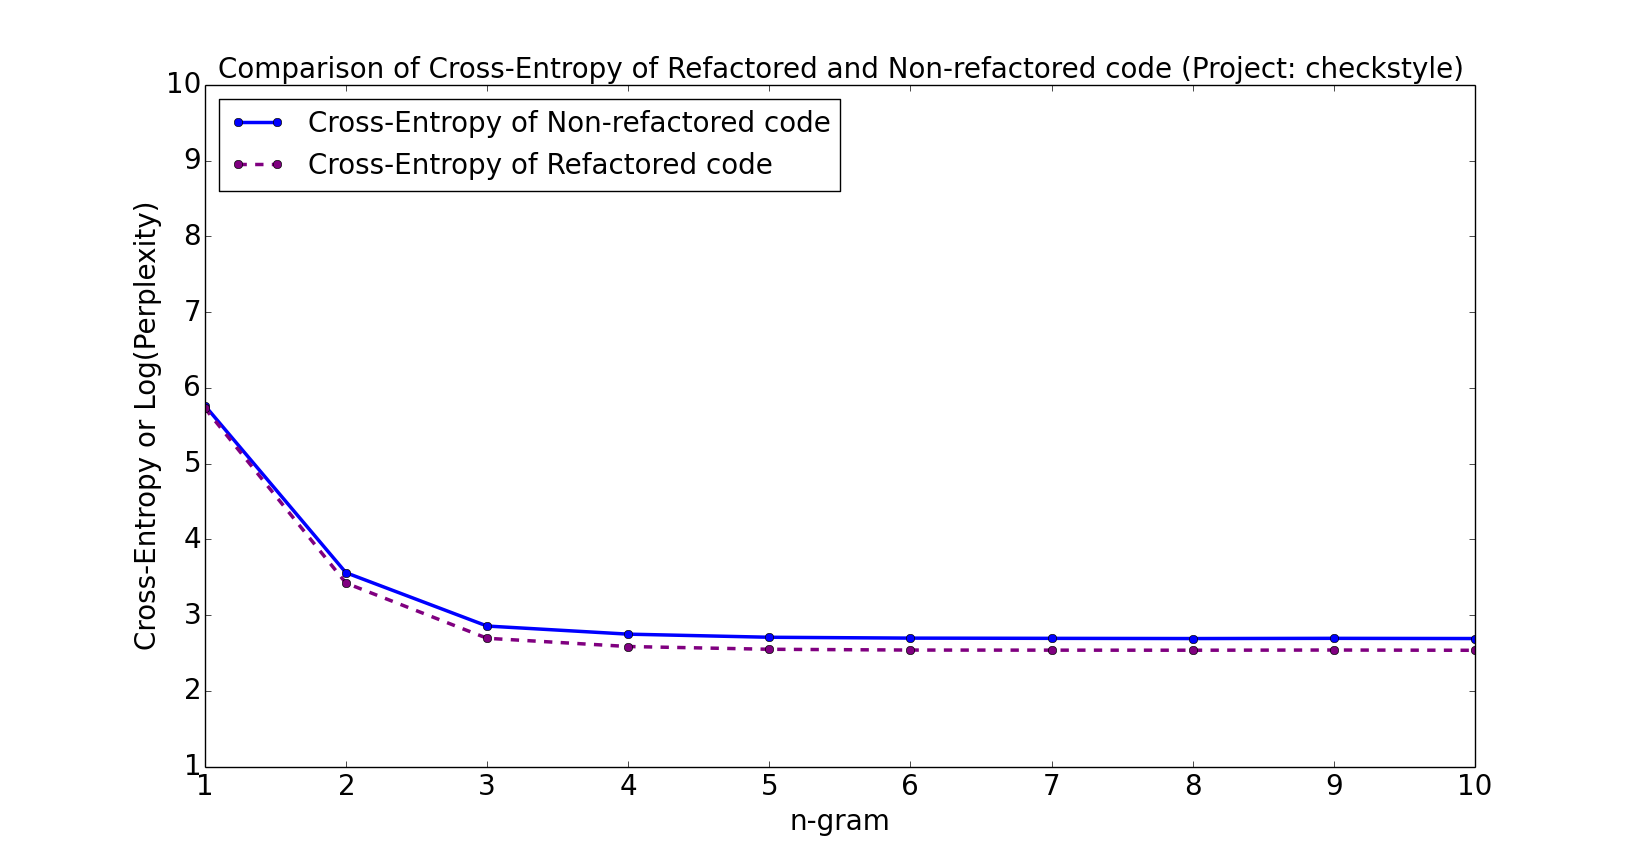 Comparison of Cross-Entropy of Refactored and Non-refactored code (Project: checkstyle)
Cross-Entropy of Non-refactored code
Cross-Entropy of Refactored code
Cross-Entropy or Log(Perplexity)
10
9
8
7
6
5
4
3
2
1
1 2 3 4 5 6 7 8 9 10
n-gram